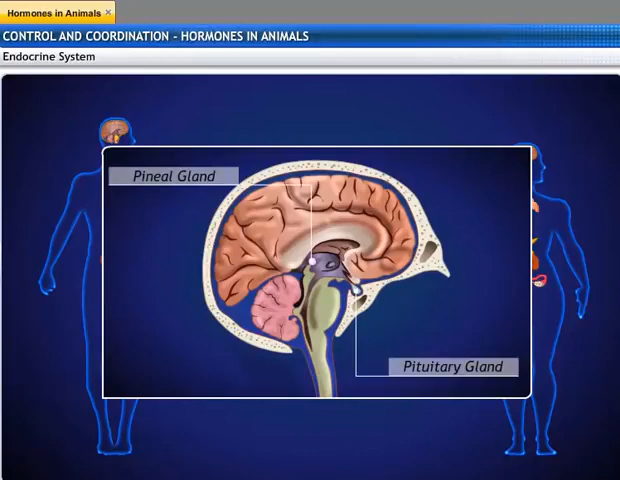 Hormones in Animals
CONTROL AND COORDINATION - HORMONES IN ANIMALS
Endocrine System
Pineal Gland
Pituitary Gland